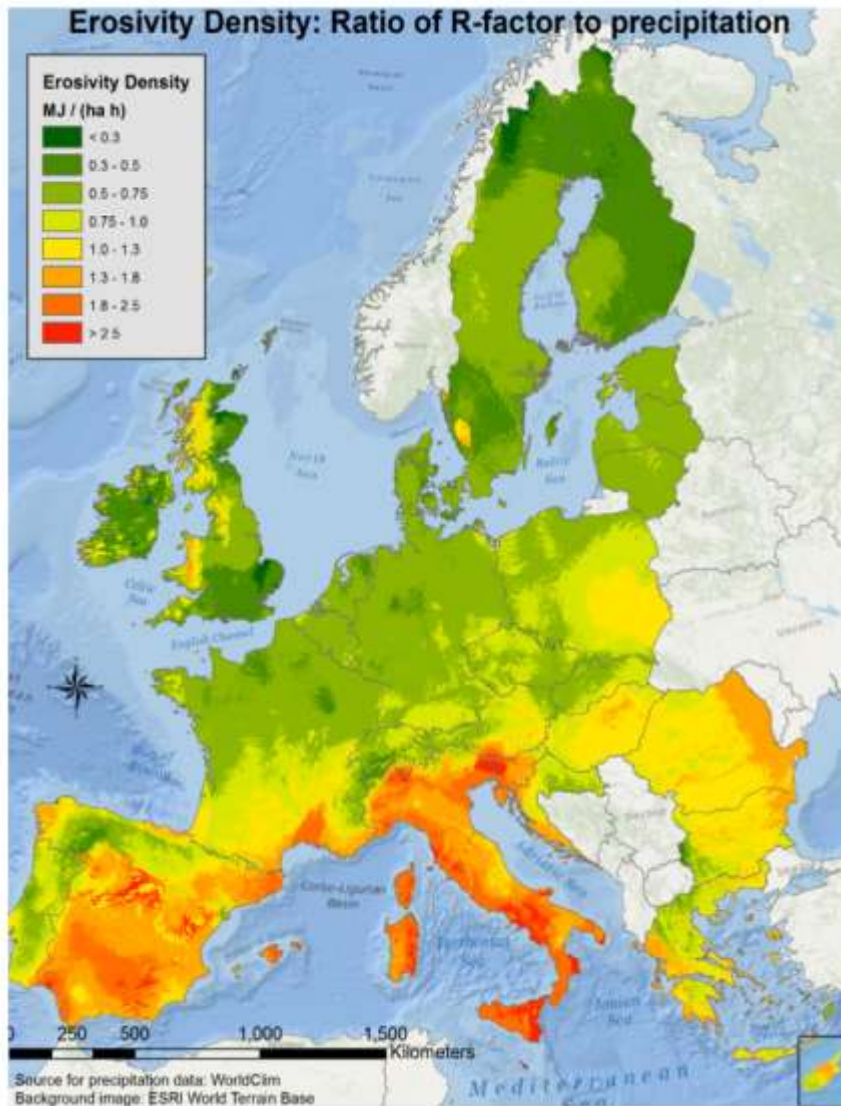 Erosivity Density: Ratio of R-factor to precipitation
Erosivity Density
MJ / (ha h)
< 0.3
0.3 - 0.5
0.5 - 0.75
0.75 - 1.0
1.0 - 1.3
1.3 - 1.8
1.8 - 2.5
> 2.5
North
Sea
Baltic
Sea
Celtic
Sea
English Channel
Ukraine
Adriatic Sea
Corso-Ligurian
Basin
Tyrrhenian
Sea
Ionian
Sea
250
500
1,000
1,500
Kilometers
Source for precipitation data: WorldClim
Background image: ESRI World Terrain Base
Mediterranean
Sea